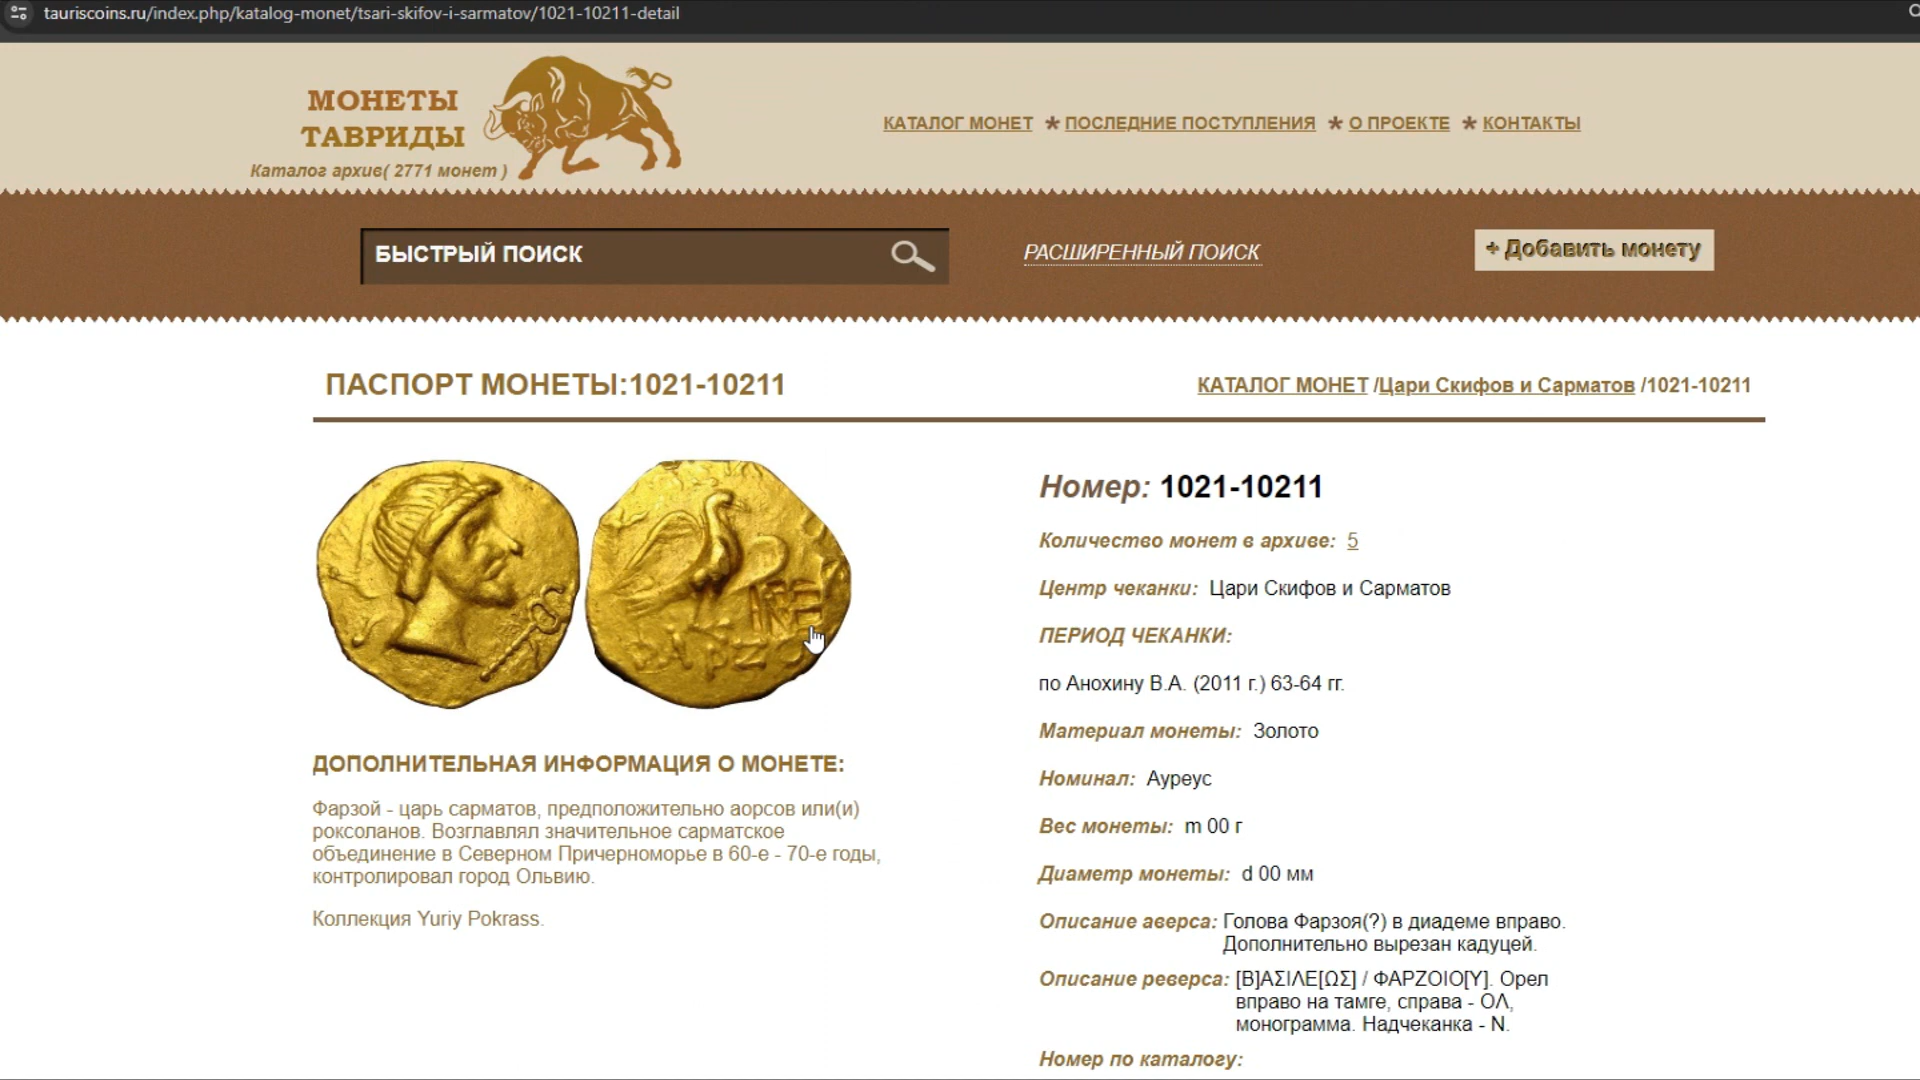 tauriscoins.ru/index.php/katalog-monet/tsari-skifov-i-sarmatov/1021-10211-detail
МОНЕТЫ
ТАВРИДЫ
Каталог архив( 2771 монет )
КАТАЛОГ МОНЕТ * ПОСЛЕДНИЕ ПОСТУПЛЕНИЯ * О ПРОЕКТЕ * КОНТАКТЫ
БЫСТРЫЙ ПОИСК
РАСШИРЕННЫЙ ПОИСК
+ Добавить монету
ПАСПОРТ МОНЕТЫ:1021-10211
КАТАЛОГ МОНЕТ /Цари Скифов и Сарматов /1021-10211
ДОПОЛНИТЕЛЬНАЯ ИНФОРМАЦИЯ О МОНЕТЕ:
Фарзой - царь сарматов, предположительно аорсов или(и)
роксоланов. Возглавлял значительное сарматское
объединение в Северном Причерноморье в 60-е - 70-е годы,
контролировал город Ольвию.
Коллекция Yuriy Pokrass.
Номер: 1021-10211
Количество монет в архиве: 5
Центр чеканки: Цари Скифов и Сарматов
ПЕРИОД ЧЕКАНКИ:
по Анохину В.А. (2011 г.) 63-64 гг.
Материал монеты: Золото
Номинал: Ауреус
Вес монеты: m 00 г
Диаметр монеты: d 00 мм
Описание аверса: Голова Фарзоя(?) в диадеме вправо.
Дополнительно вырезан кадуцей.
Описание реверса: [Β]ΑΣΙΛΕ[ΩΣ] / ΦΑΡΖΟΙΟ[Υ]. Орел
вправо на тамге, справа - ΟΛ,
монограмма. Надчеканка - N.
Номер по каталогу: